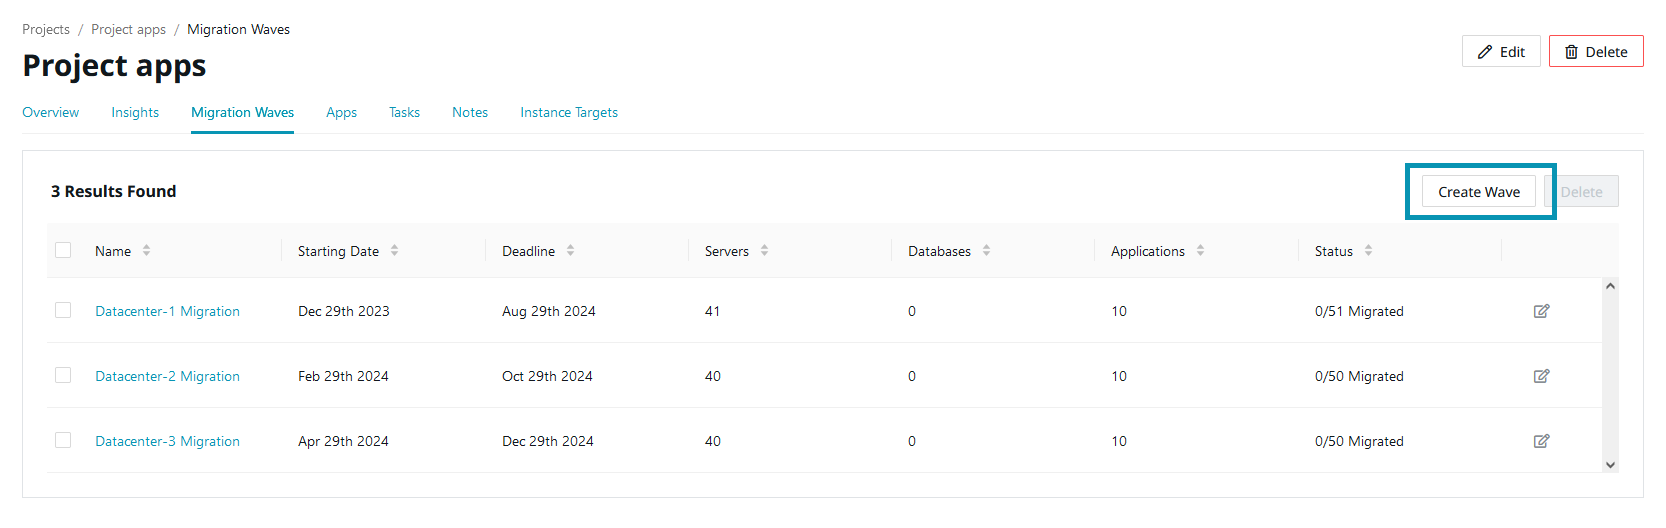 Projects / Project apps / Migration Waves
Project apps
Edit Delete
Overview Insights Migration Waves Apps Tasks Notes Instance Targets
3 Results Found Create Wave Delete
Name Starting Date Deadline Servers Databases Applications Status
Datacenter-1 Migration Dec 29th 2023 Aug 29th 2024 41 0 10 0/51 Migrated
Datacenter-2 Migration Feb 29th 2024 Oct 29th 2024 40 0 10 0/50 Migrated
Datacenter-3 Migration Apr 29th 2024 Dec 29th 2024 40 0 10 0/50 Migrated